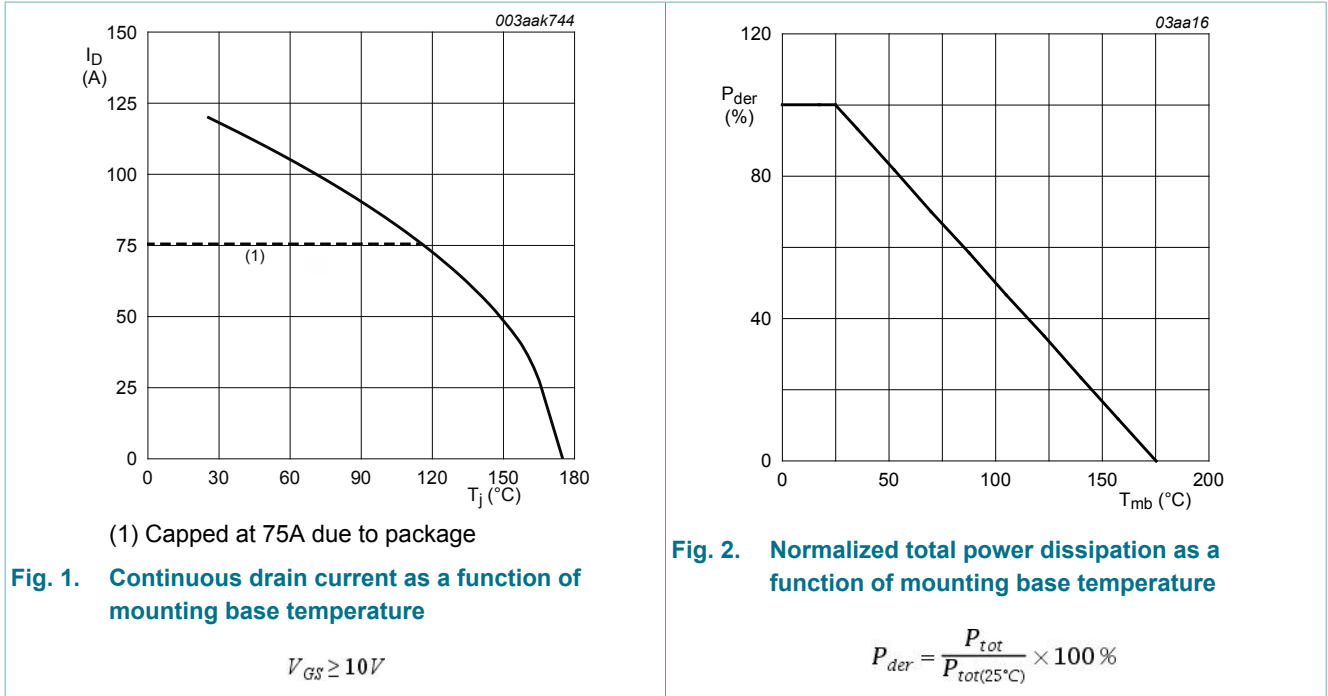 003aak744
150
I_D
(A)
125
100
75
(1)
50
25
0
0 30 60 90 120 150 180
T_j (°C)
(1) Capped at 75A due to package
Fig. 1. Continuous drain current as a function of
mounting base temperature
V_GS ≥ 10V
03aa16
120
P_der
(%)
80
40
0
0 50 100 150 200
T_mb (°C)
Fig. 2. Normalized total power dissipation as a
function of mounting base temperature
P_der = P_tot / P_tot(25°C) × 100 %